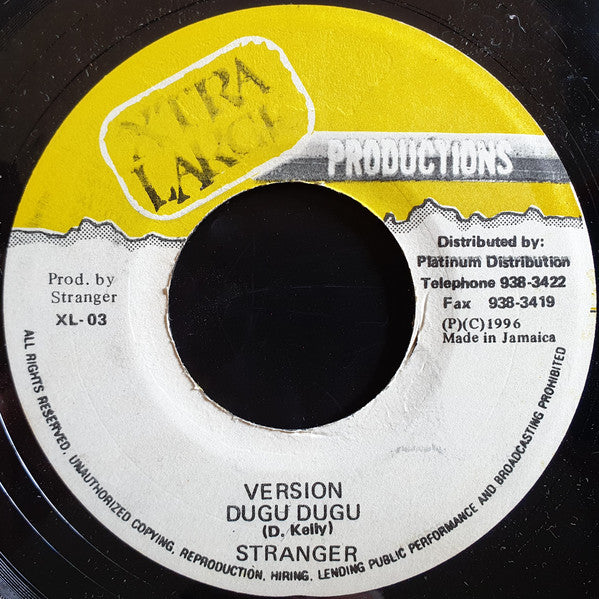 XTRA
LARGE
PRODUCTIONS
Distributed by:
Platinum Distribution
Telephone 938-3422
Fax 938-3419
(P)(C)1996
Made in Jamaica
Prod. by
Stranger
XL-03
ALL RIGHTS RESERVED. UNAUTHORIZED COPYING, REPRODUCTION, HIRING, LENDING PUBLIC PERFORMANCE AND BROADCASTING PROHIBITED
VERSION
DUGU DUGU
(D. Kelly)
STRANGER